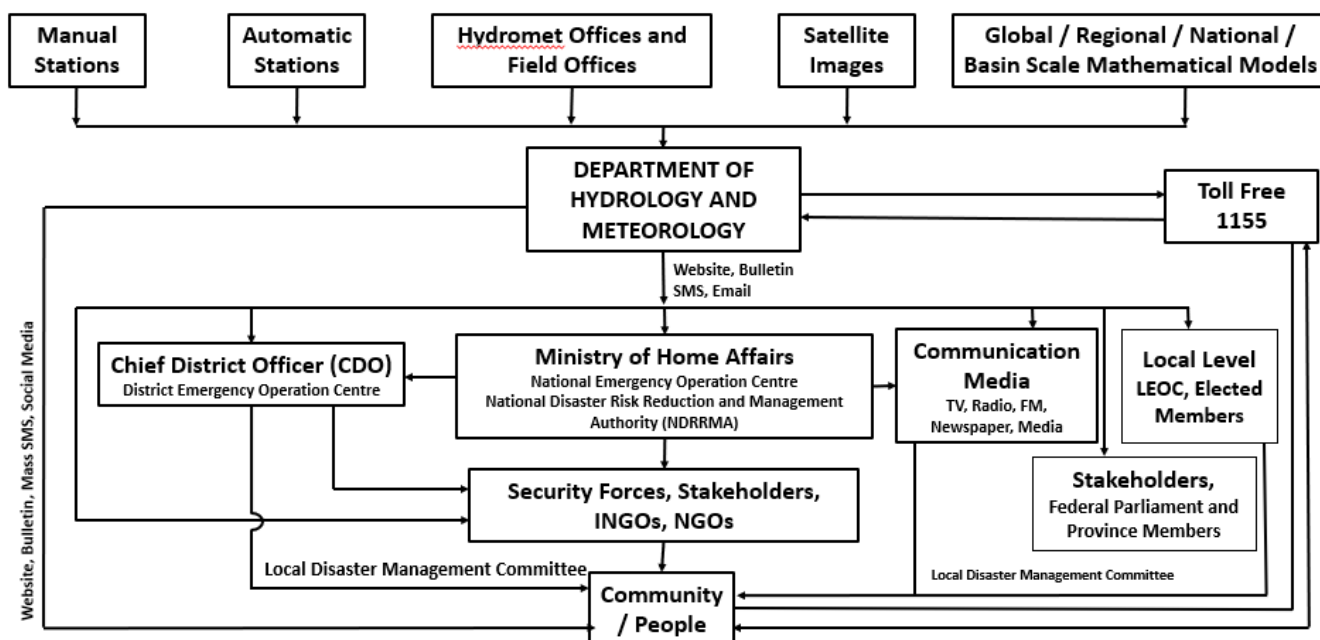 Manual
Stations
Automatic
Stations
Hydromet Offices and
Field Offices
Satellite
Images
Global / Regional / National /
Basin Scale Mathematical Models
DEPARTMENT OF
HYDROLOGY AND
METEOROLOGY
Toll Free
1155
Website, Bulletin
SMS, Email
Website, Bulletin, Mass SMS, Social Media
Chief District Officer (CDO)
District Emergency Operation Centre
Ministry of Home Affairs
National Emergency Operation Centre
National Disaster Risk Reduction and Management
Authority (NDRRMA)
Communication
Media
TV, Radio, FM,
Newspaper, Media
Local Level
LEOC, Elected
Members
Security Forces, Stakeholders,
INGOs, NGOs
Stakeholders,
Federal Parliament and
Province Members
Local Disaster Management Committee
Local Disaster Management Committee
Community
/ People